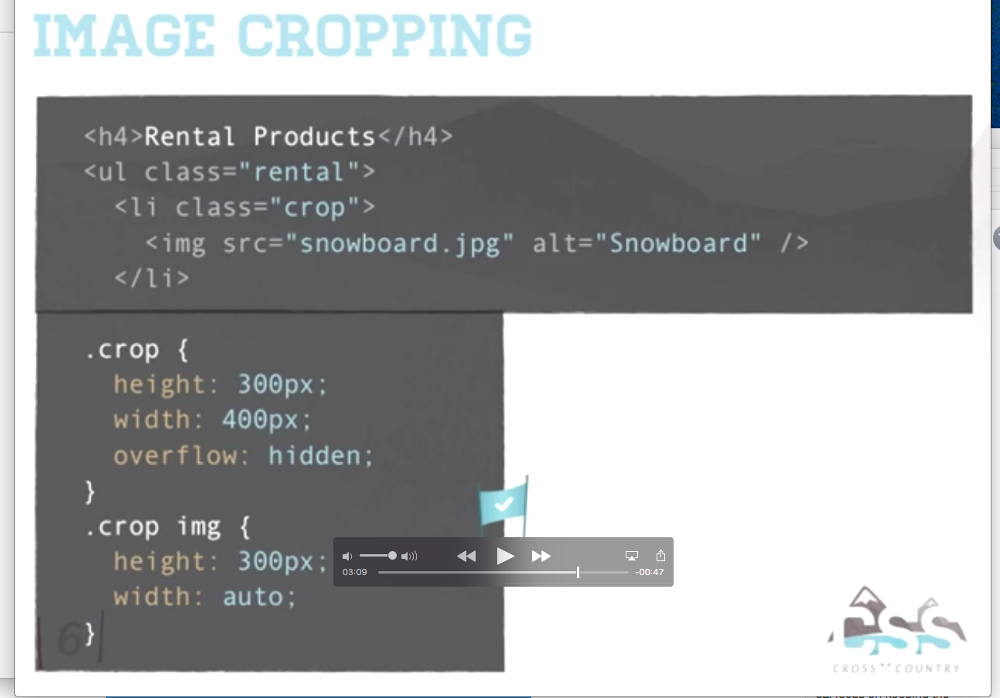 IMAGE CROPPING
<h4>Rental Products</h4>
<ul class="rental">
<li class="crop">
<img src="snowboard.jpg" alt="Snowboard" />
</li>
.crop {
height: 300px;
width: 400px;
overflow: hidden;
}
.crop img {
height: 300px;
width: auto;
}
6
03:09
-00:47
CSS
CROSS COUNTRY